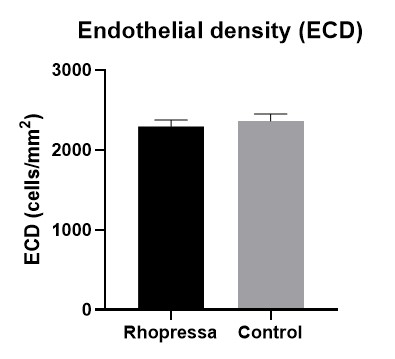 Endothelial density (ECD)
ECD (cells/mm²)
3000
2000
1000
0
Rhopressa Control